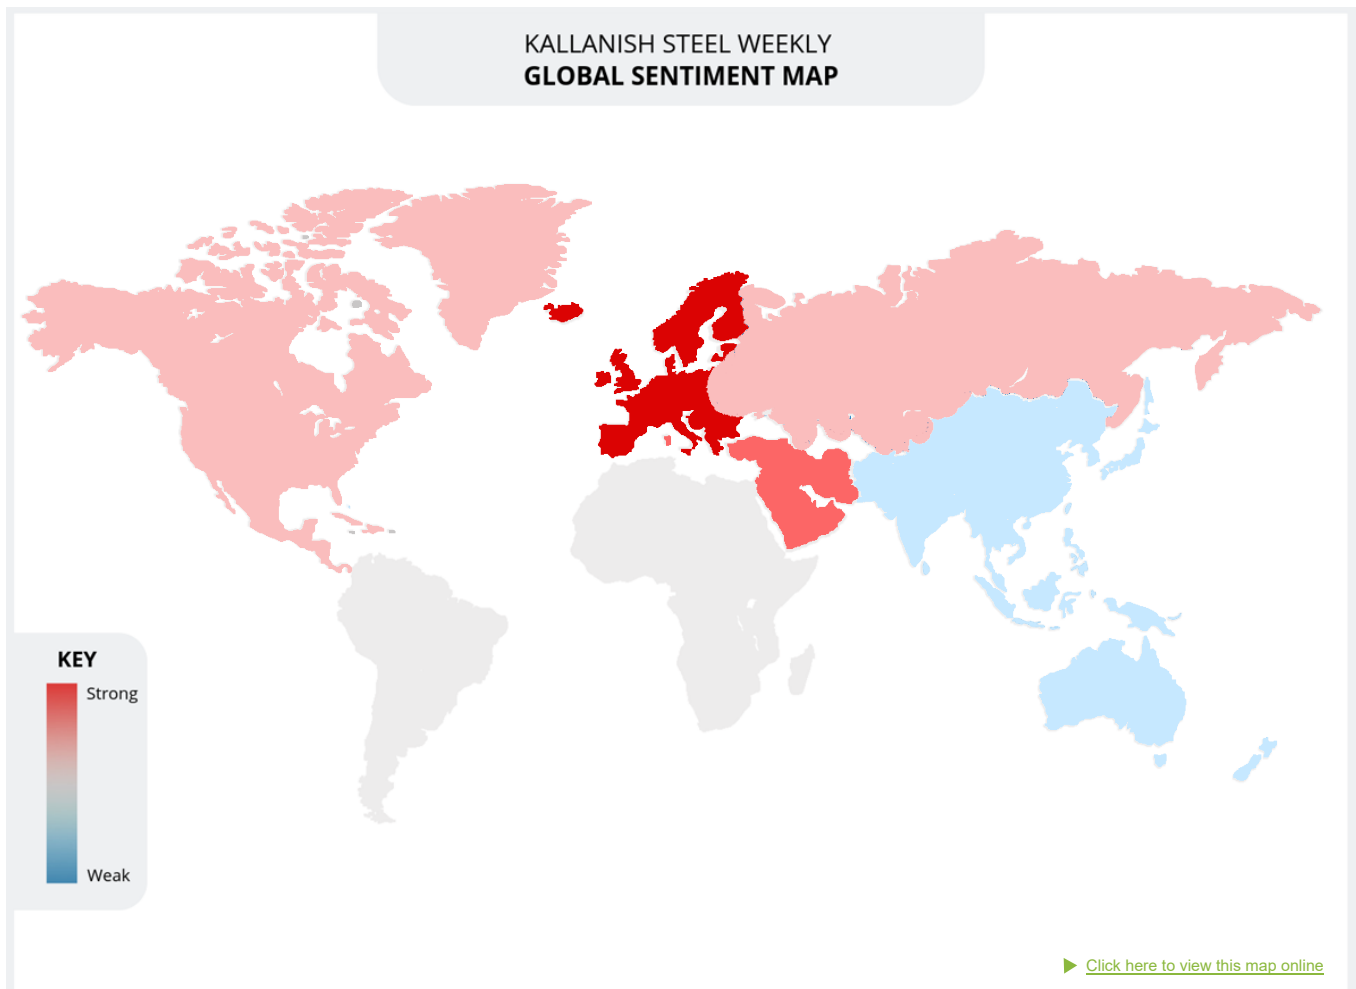 KALLANISH STEEL WEEKLY
GLOBAL SENTIMENT MAP
KEY
Strong
Weak
Click here to view this map online